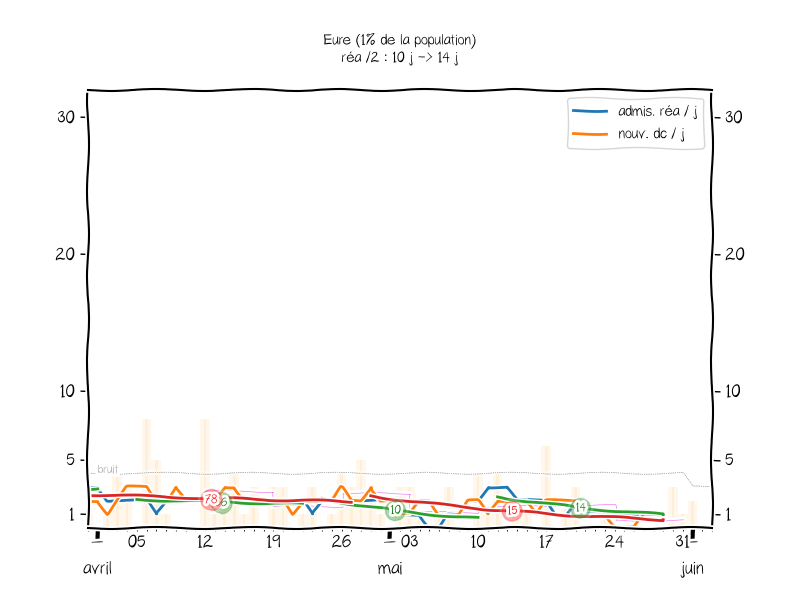 Eure (1% de la population)
réa /2 : 10 j -> 14 j
admis. réa / j
nouv. dc / j
30
30
20
20
10
10
5
5
bruit
1
1
78
10
15
14
05
12
19
26
03
10
17
24
31
avril
mai
juin